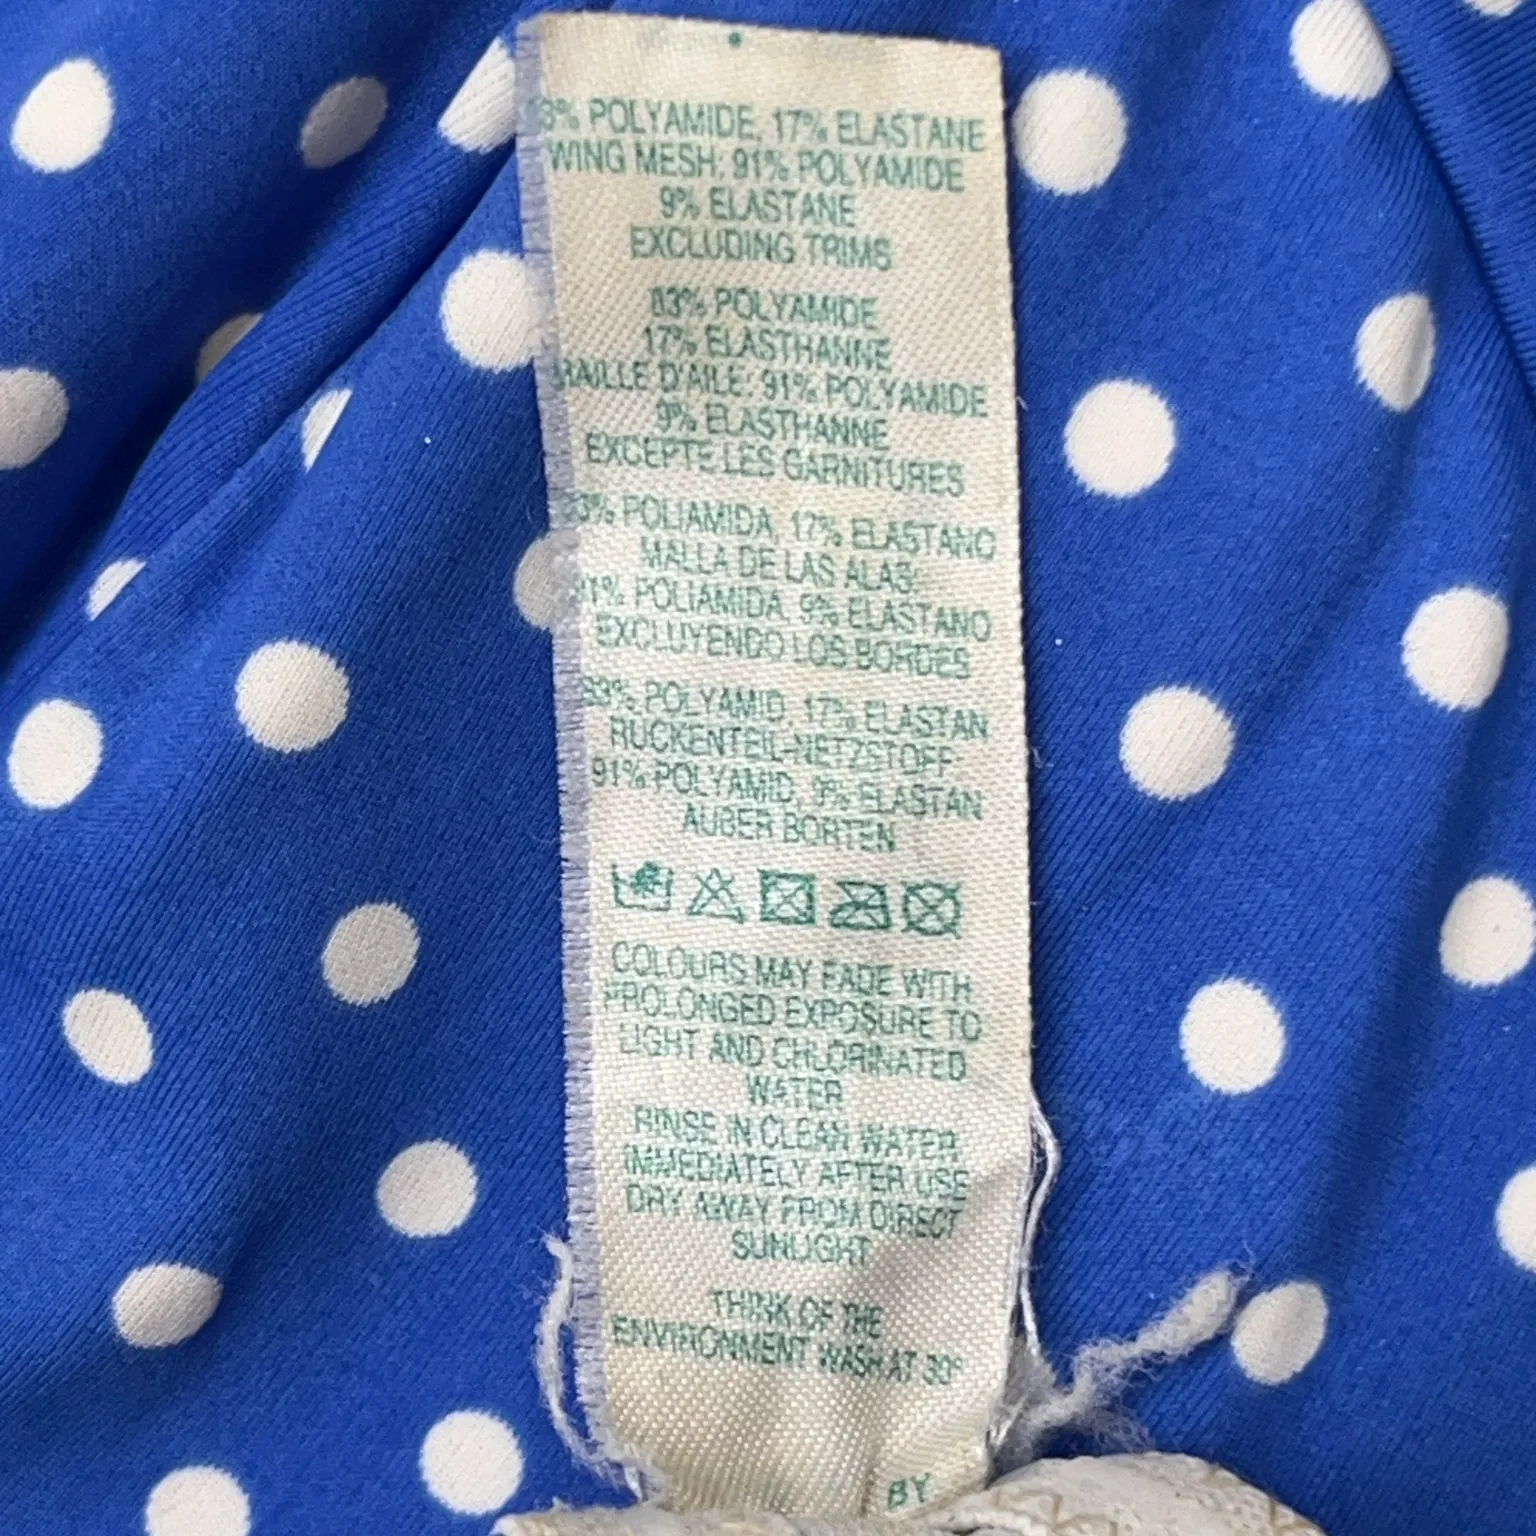 83% POLYAMIDE, 17% ELASTANE
WING MESH: 91% POLYAMIDE
9% ELASTANE
EXCLUDING TRIMS
83% POLYAMIDE
17% ELASTHANNE
MAILLE D'AILE: 91% POLYAMIDE
9% ELASTHANNE
EXCEPTE LES GARNITURES
83% POLIAMIDA, 17% ELASTANO
MALLA DE LAS ALAS:
91% POLIAMIDA, 9% ELASTANO
EXCLUYENDO LOS BORDES
83% POLYAMID, 17% ELASTAN
RUCKENTEIL-NETZSTOFF
91% POLYAMID, 9% ELASTAN
AUBER BORTEN
COLOURS MAY FADE WITH
PROLONGED EXPOSURE TO
LIGHT AND CHLORINATED
WATER
RINSE IN CLEAN WATER
IMMEDIATELY AFTER USE
DRY AWAY FROM DIRECT
SUNLIGHT
THINK OF THE
ENVIRONMENT WASH AT 30°
BY